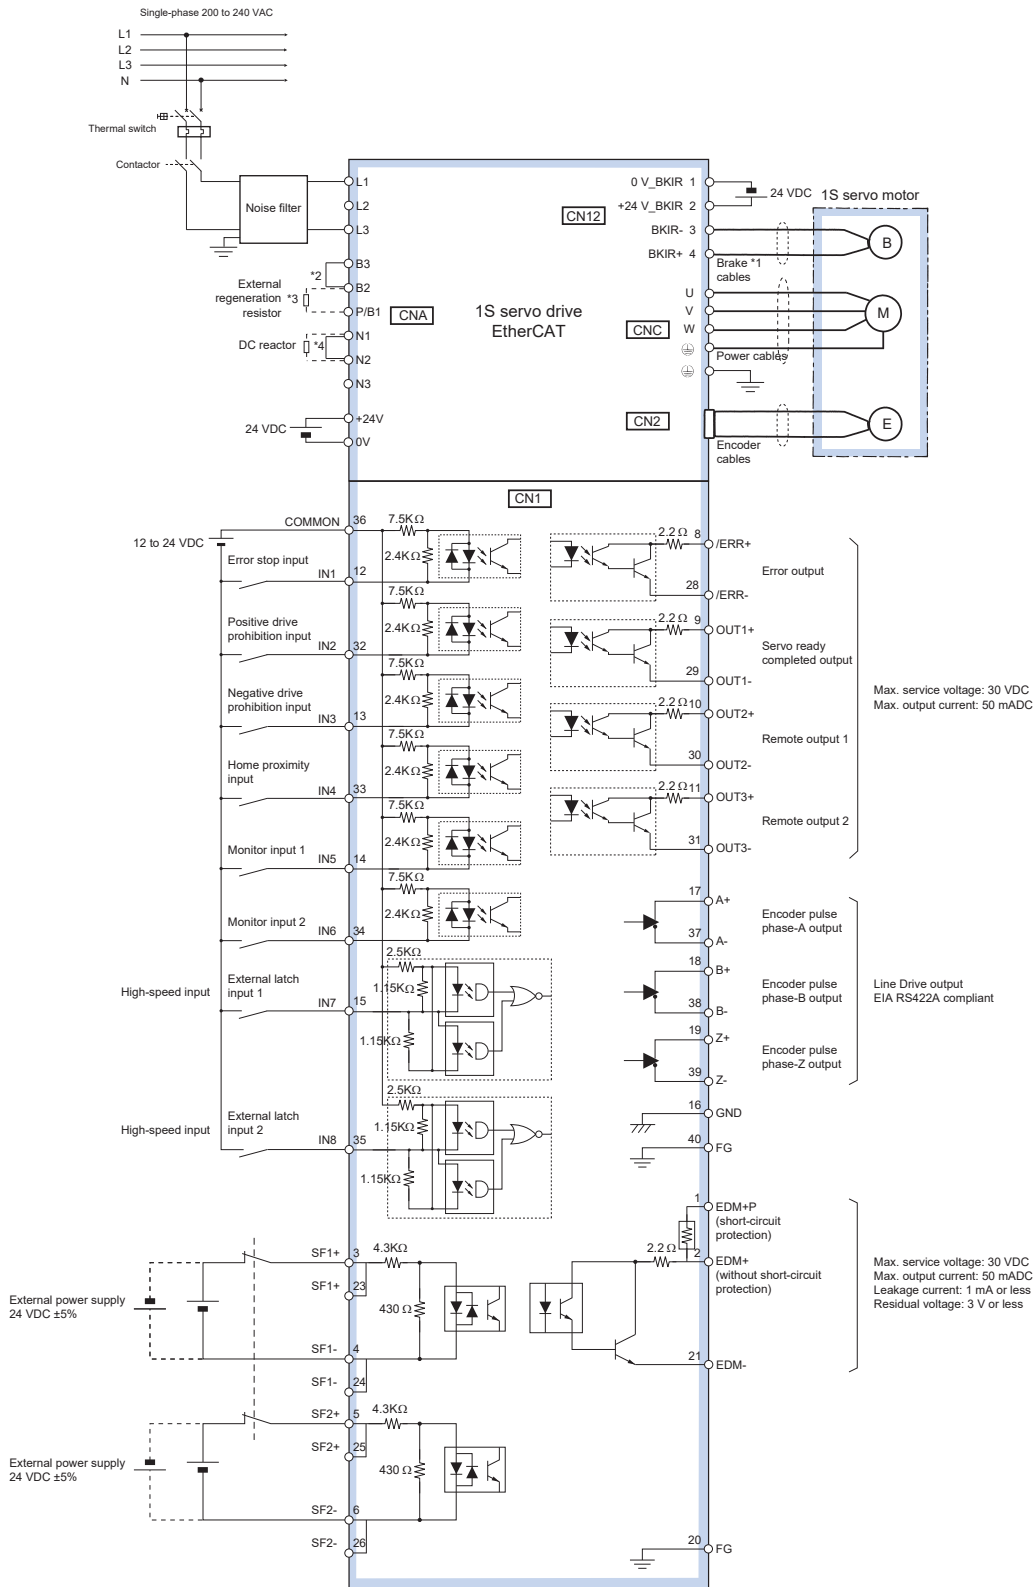 Single-phase 200 to 240 VAC
L1
L2
L3
N
Thermal switch
Contactor
Noise filter
L1
L2
L3
B3
*2
B2
External
regeneration
resistor
*3
P/B1
CNA
N1
DC reactor
*4
N2
N3
+24V
24 VDC
0V
1S servo drive
EtherCAT
0 V_BKIR 1
24 VDC
+24 V_BKIR 2
CN12
BKIR- 3
BKIR+ 4
1S servo motor
B
Brake *1
cables
U
V
W
CNC
M
Power cables
CN2
E
Encoder
cables
CN1
COMMON 36
7.5KΩ
12 to 24 VDC
2.4KΩ
Error stop input
IN1 12
7.5KΩ
Positive drive
prohibition input
2.4KΩ
IN2 32
7.5KΩ
Negative drive
prohibition input
2.4KΩ
IN3 13
7.5KΩ
Home proximity
input
2.4KΩ
IN4 33
7.5KΩ
Monitor input 1
2.4KΩ
IN5 14
7.5KΩ
Monitor input 2
2.4KΩ
IN6 34
2.5KΩ
High-speed input
External latch
input 1
1.15KΩ
IN7 15
1.15KΩ
2.5KΩ
High-speed input
External latch
input 2
1.15KΩ
IN8 35
1.15KΩ
2.2 Ω 8
/ERR+
Error output
28
/ERR-
2.2 Ω 9
OUT1+
Servo ready
completed output
29
OUT1-
2.2 Ω 10
OUT2+
Remote output 1
30
OUT2-
2.2 Ω 11
OUT3+
Remote output 2
31
OUT3-
Max. service voltage: 30 VDC
Max. output current: 50 mADC
17
A+
Encoder pulse
phase-A output
37
A-
18
B+
Encoder pulse
phase-B output
38
B-
19
Z+
Encoder pulse
phase-Z output
39
Z-
Line Drive output
EIA RS422A compliant
16
GND
40
FG
1
EDM+P
(short-circuit
protection)
2.2 Ω 2
EDM+
(without short-circuit
protection)
21
EDM-
Max. service voltage: 30 VDC
Max. output current: 50 mADC
Leakage current: 1 mA or less
Residual voltage: 3 V or less
SF1+ 3
4.3KΩ
SF1+ 23
External power supply
24 VDC ±5%
430 Ω
SF1- 4
SF1- 24
SF2+ 5
4.3KΩ
SF2+ 25
External power supply
24 VDC ±5%
430 Ω
SF2- 6
SF2- 26
20
FG